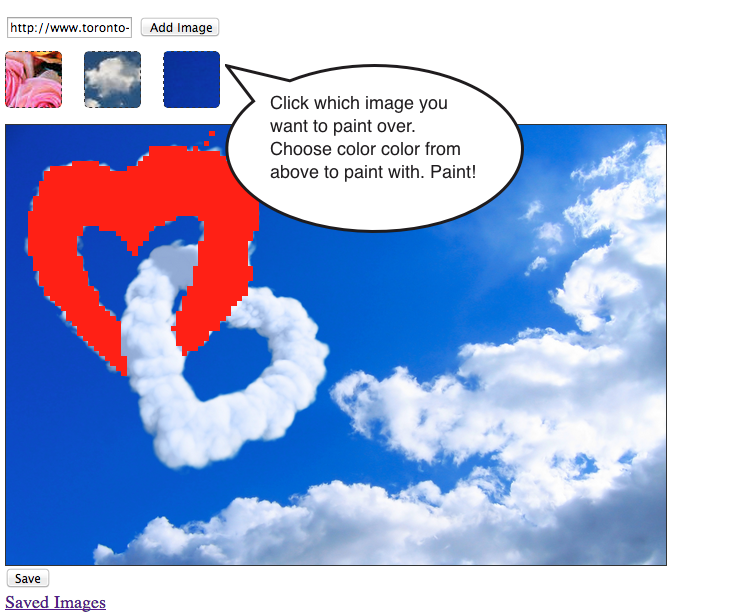 http://www.toronto-
Add Image
Click which image you
want to paint over.
Choose color color from
above to paint with. Paint!
Save
Saved Images